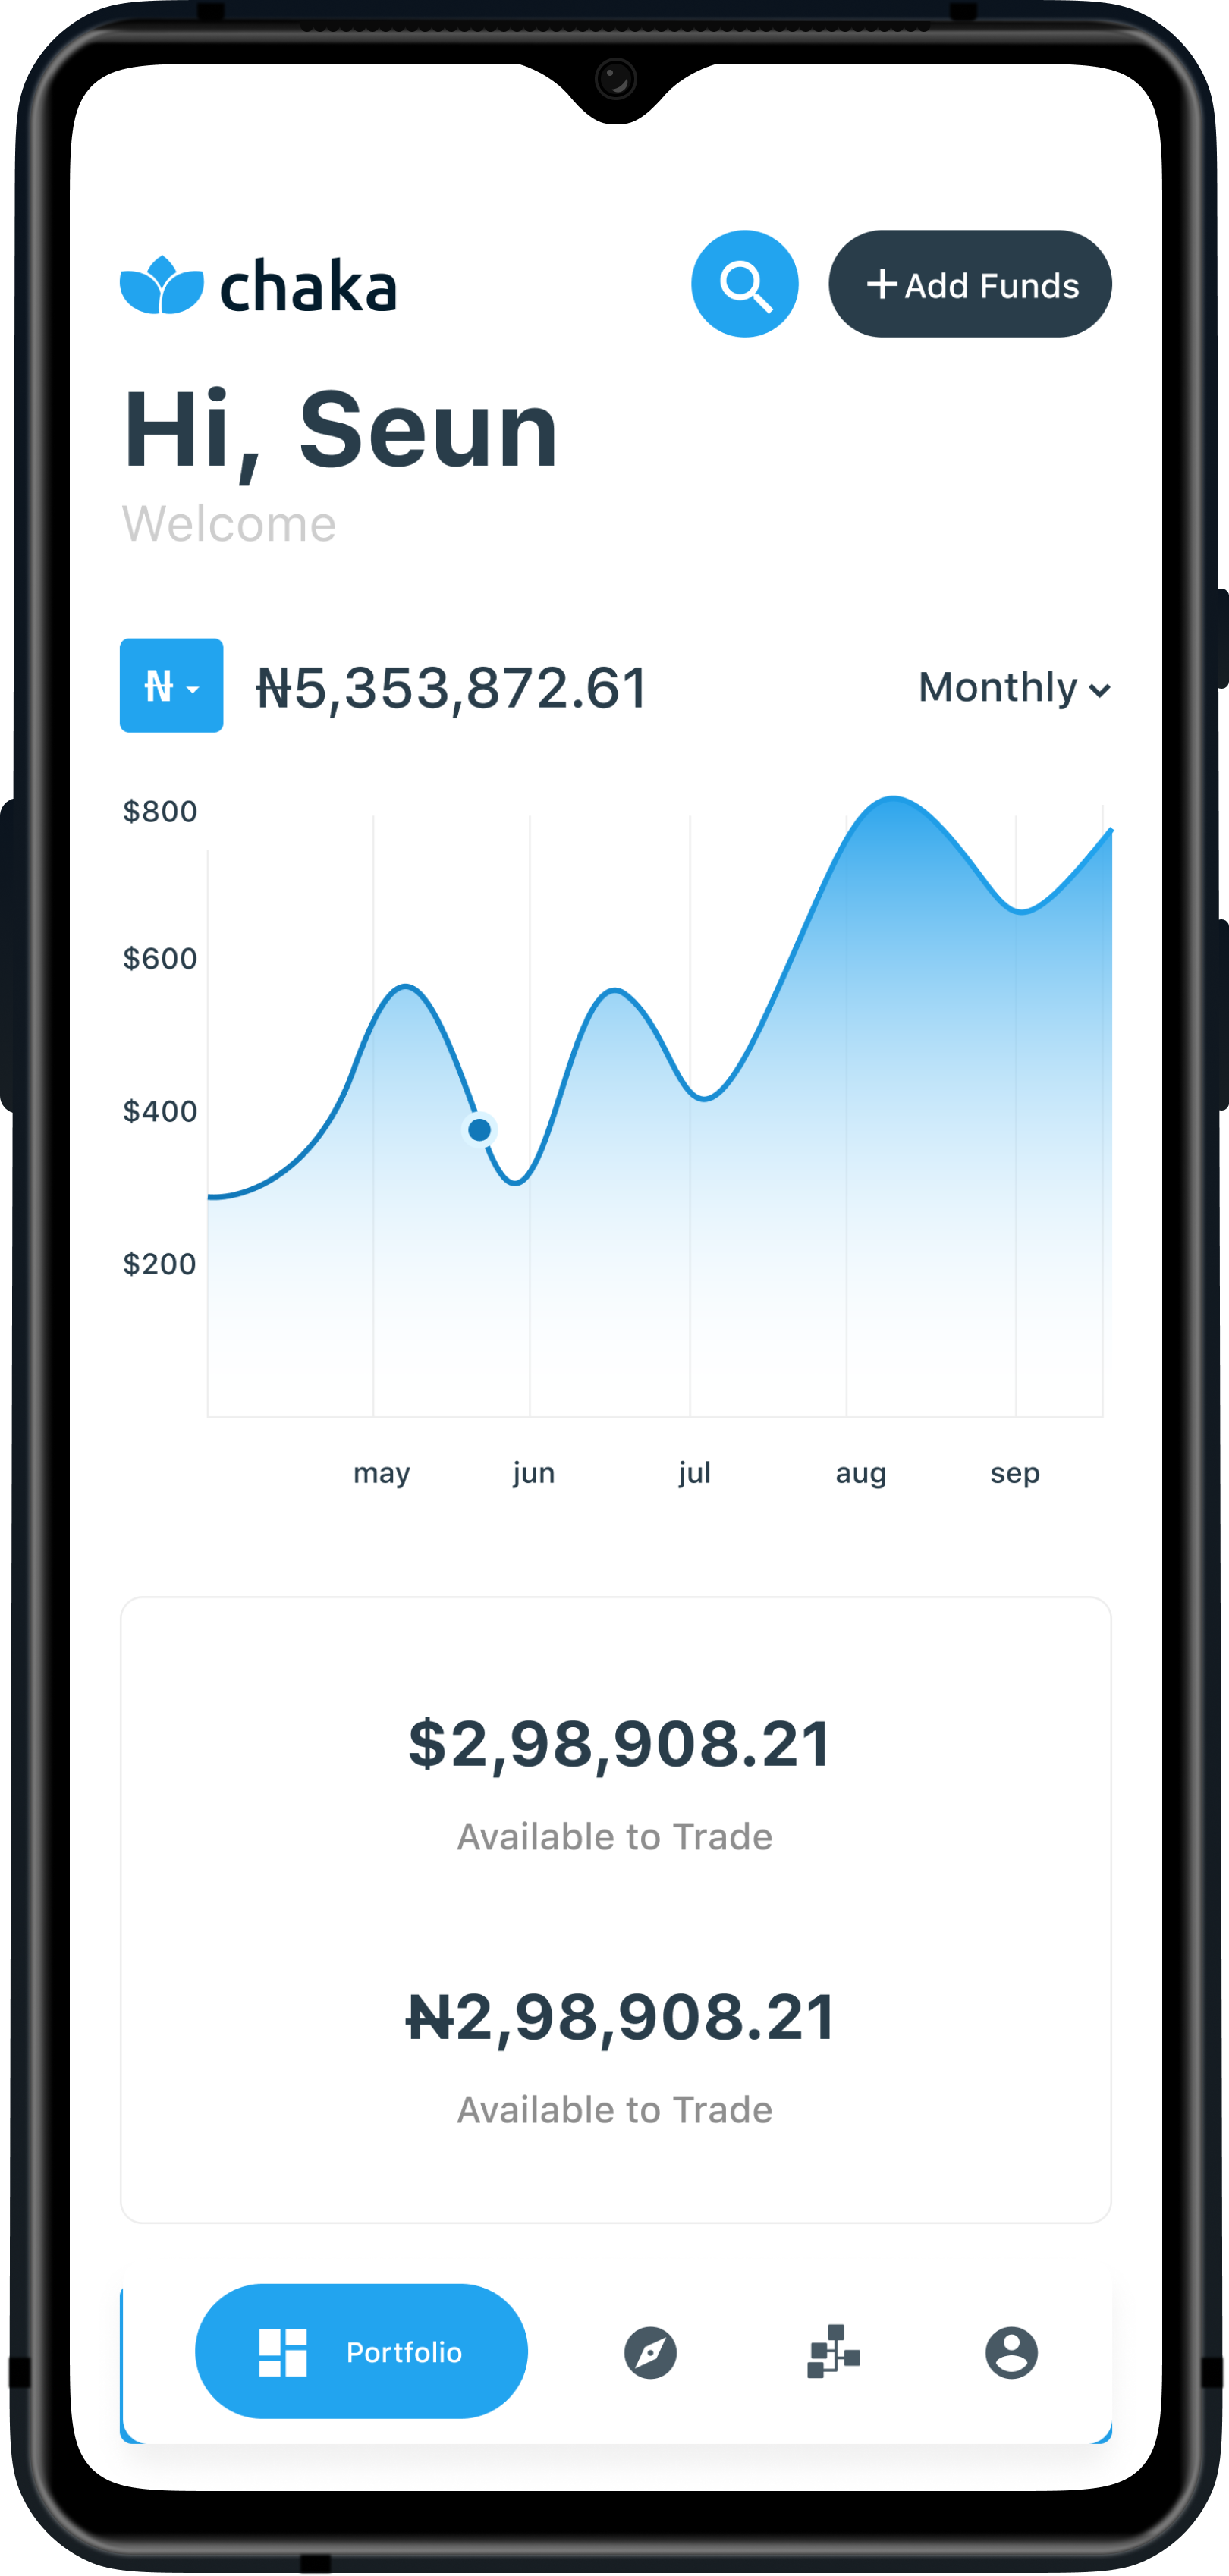 chaka
+ Add Funds
Hi, Seun
Welcome
₦
₦5,353,872.61
Monthly
$800
$600
$400
$200
may jun jul aug sep
$2,98,908.21
Available to Trade
₦2,98,908.21
Available to Trade
Portfolio